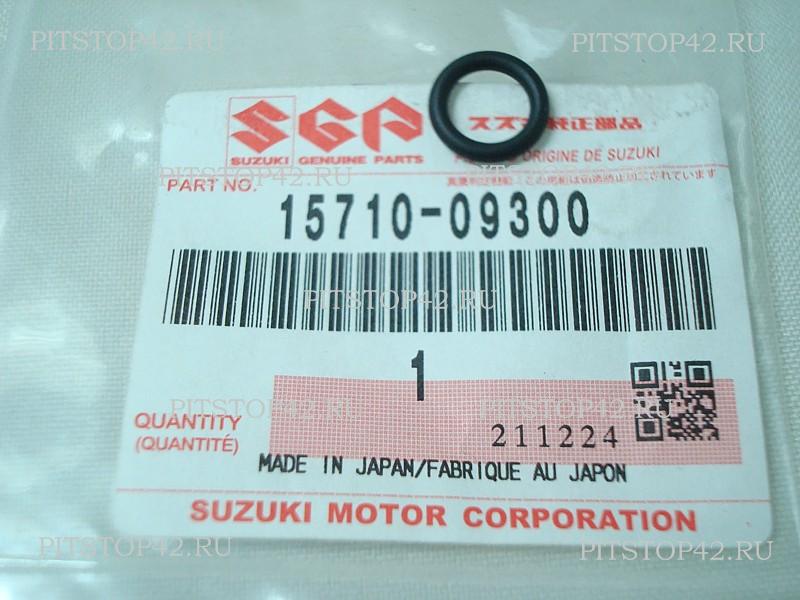 PITSTOP42.RU PITSTOP42.RU
SGP
SUZUKI GENUINE PARTS
スズキ純正部品
ORIGINE DE SUZUKI
PITSTOP42.RU PITSTOP42.RU
PART NO.
15710-09300
PITSTOP42.RU
1
PITSTOP42.RU PITSTOP42.RU
QUANTITY
(QUANTITÉ)
211224
MADE IN JAPAN/FABRIQUE AU JAPON
SUZUKI MOTOR CORPORATION
PITSTOP42.RU PITSTOP42.RU